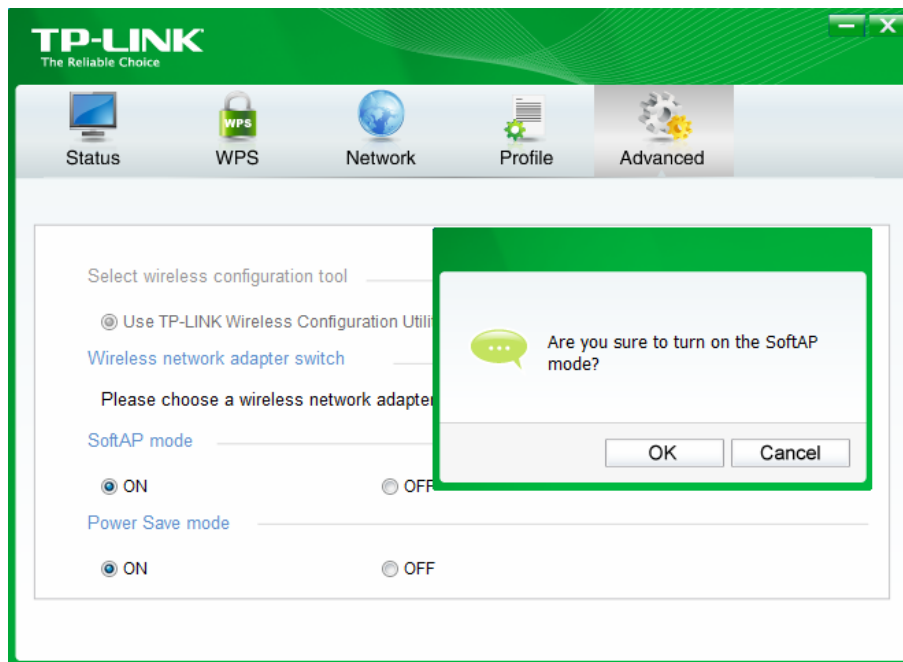 TP-LINK
The Reliable Choice
WPS
Status
WPS
Network
Profile
Advanced
Select wireless configuration tool
Use TP-LINK Wireless Configuration Utili
Wireless network adapter switch
Please choose a wireless network adapter
SoftAP mode
ON
OFF
Power Save mode
ON
OFF
Are you sure to turn on the SoftAP
mode?
OK
Cancel